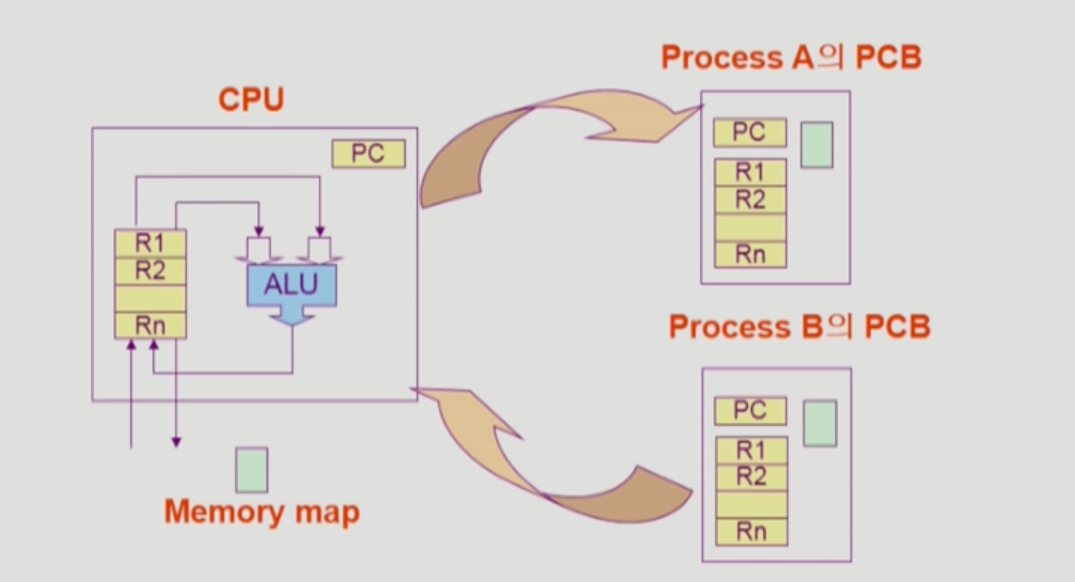 CPU
PC
R1
R2
Rn
ALU
Memory map
Process A의 PCB
PC
R1
R2
Rn
Process B의 PCB
PC
R1
R2
Rn